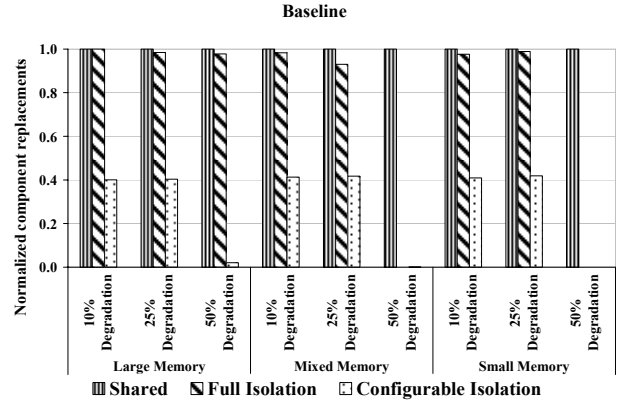 Baseline
Normalized component replacements
1.0
0.8
0.6
0.4
0.2
0.0
10%
Degradation
25%
Degradation
50%
Degradation
10%
Degradation
25%
Degradation
50%
Degradation
10%
Degradation
25%
Degradation
50%
Degradation
Large Memory
Mixed Memory
Small Memory
Shared
Full Isolation
Configurable Isolation